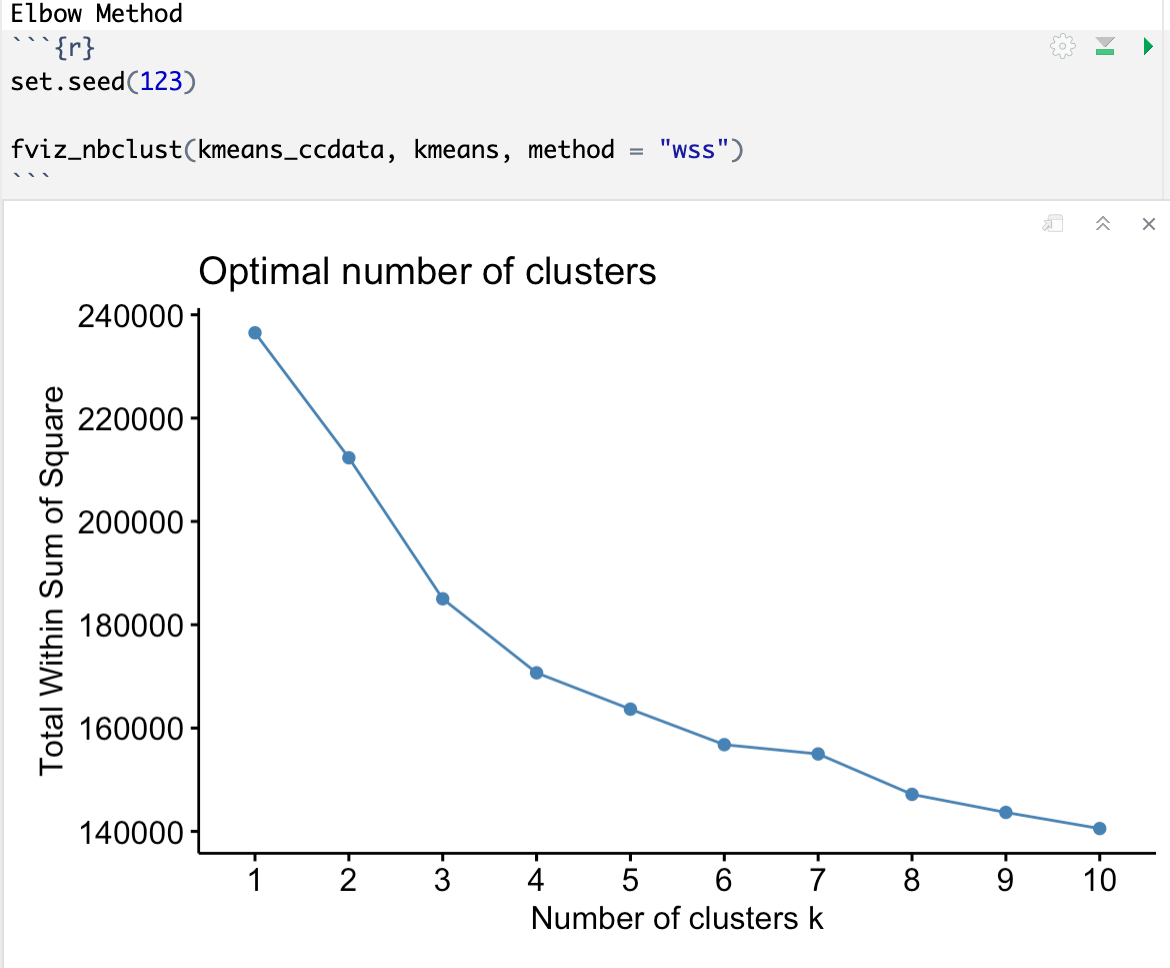 Elbow Method
```{r}
set.seed(123)
fviz_nbclust(kmeans_ccdata, kmeans, method = "wss")
```
Optimal number of clusters
240000
220000
200000
180000
160000
140000
Total Within Sum of Square
1 2 3 4 5 6 7 8 9 10
Number of clusters k